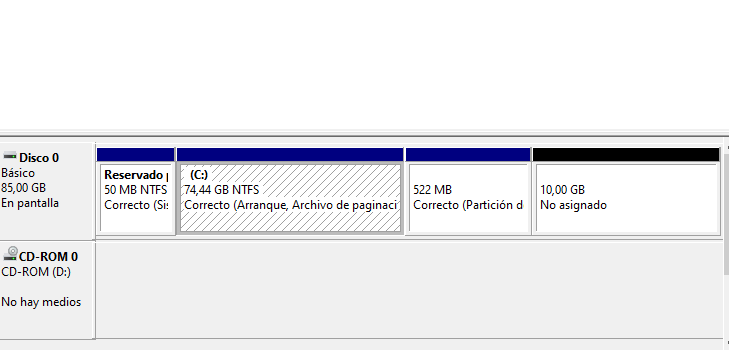 Disco 0
Básico
85,00 GB
En pantalla
Reservado
50 MB NTFS
Correcto
(C:)
74,44 GB NTFS
Correcto (Arranque, Archivo de paginaci
522 MB
Correcto (Partición d
10,00 GB
No asignado
CD-ROM 0
CD-ROM (D:)
No hay medios